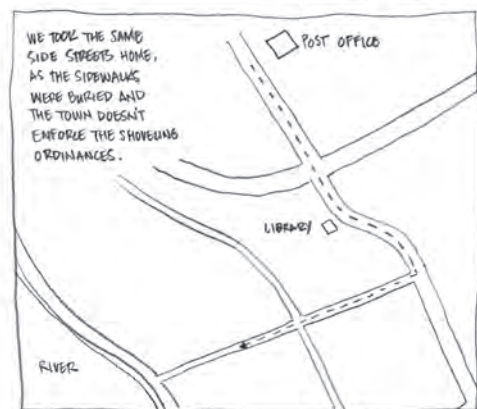 WE TOOK THE SAME
SIDE STREETS HOME,
AS THE SIDEWALKS
WERE BURIED AND
THE TOWN DOESN'T
ENFORCE THE SHOVELING
ORDINANCES.
POST OFFICE
LIBRARY
RIVER